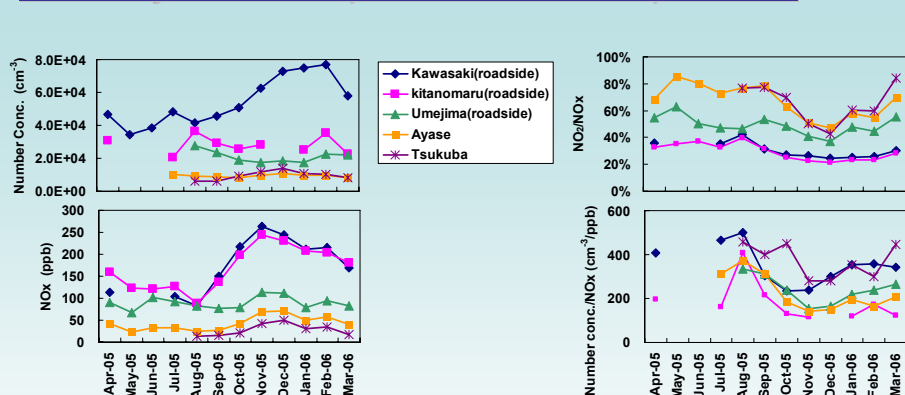 Number Conc. (cm⁻³)
8.0E+04
6.0E+04
4.0E+04
2.0E+04
0.0E+00
Kawasaki(roadside)
kitanomaru(roadside)
Umejima(roadside)
Ayase
Tsukuba
NO₂/NOx
100%
80%
60%
40%
20%
0%
NOx (ppb)
300
250
200
150
100
50
0
Apr-05
May-05
Jun-05
Jul-05
Aug-05
Sep-05
Oct-05
Nov-05
Dec-05
Jan-06
Feb-06
Mar-06
Number conc./NOx (cm⁻³/ppb)
600
400
200
0
Apr-05
May-05
Jun-05
Jul-05
Aug-05
Sep-05
Oct-05
Nov-05
Dec-05
Jan-06
Feb-06
Mar-06